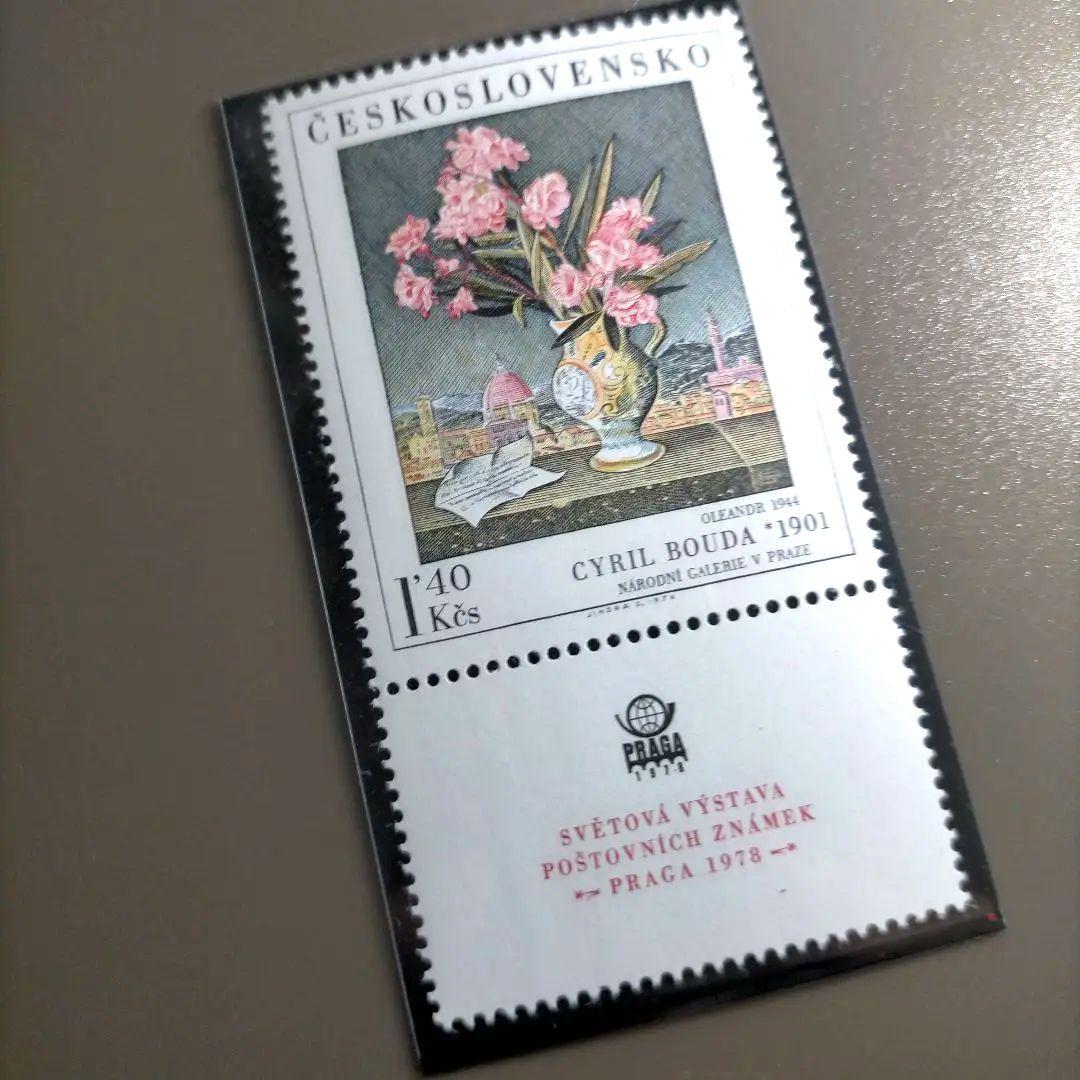 ČESKOSLOVENSKO
OLEANDR 1944
CYRIL BOUDA *1901
NÁRODNÍ GALERIE V PRAZE
1'40
Kčs
PRAGA
1978
SVĚTOVÁ VÝSTAVA
POŠTOVNÍCH ZNÁMEK
PRAGA 1978